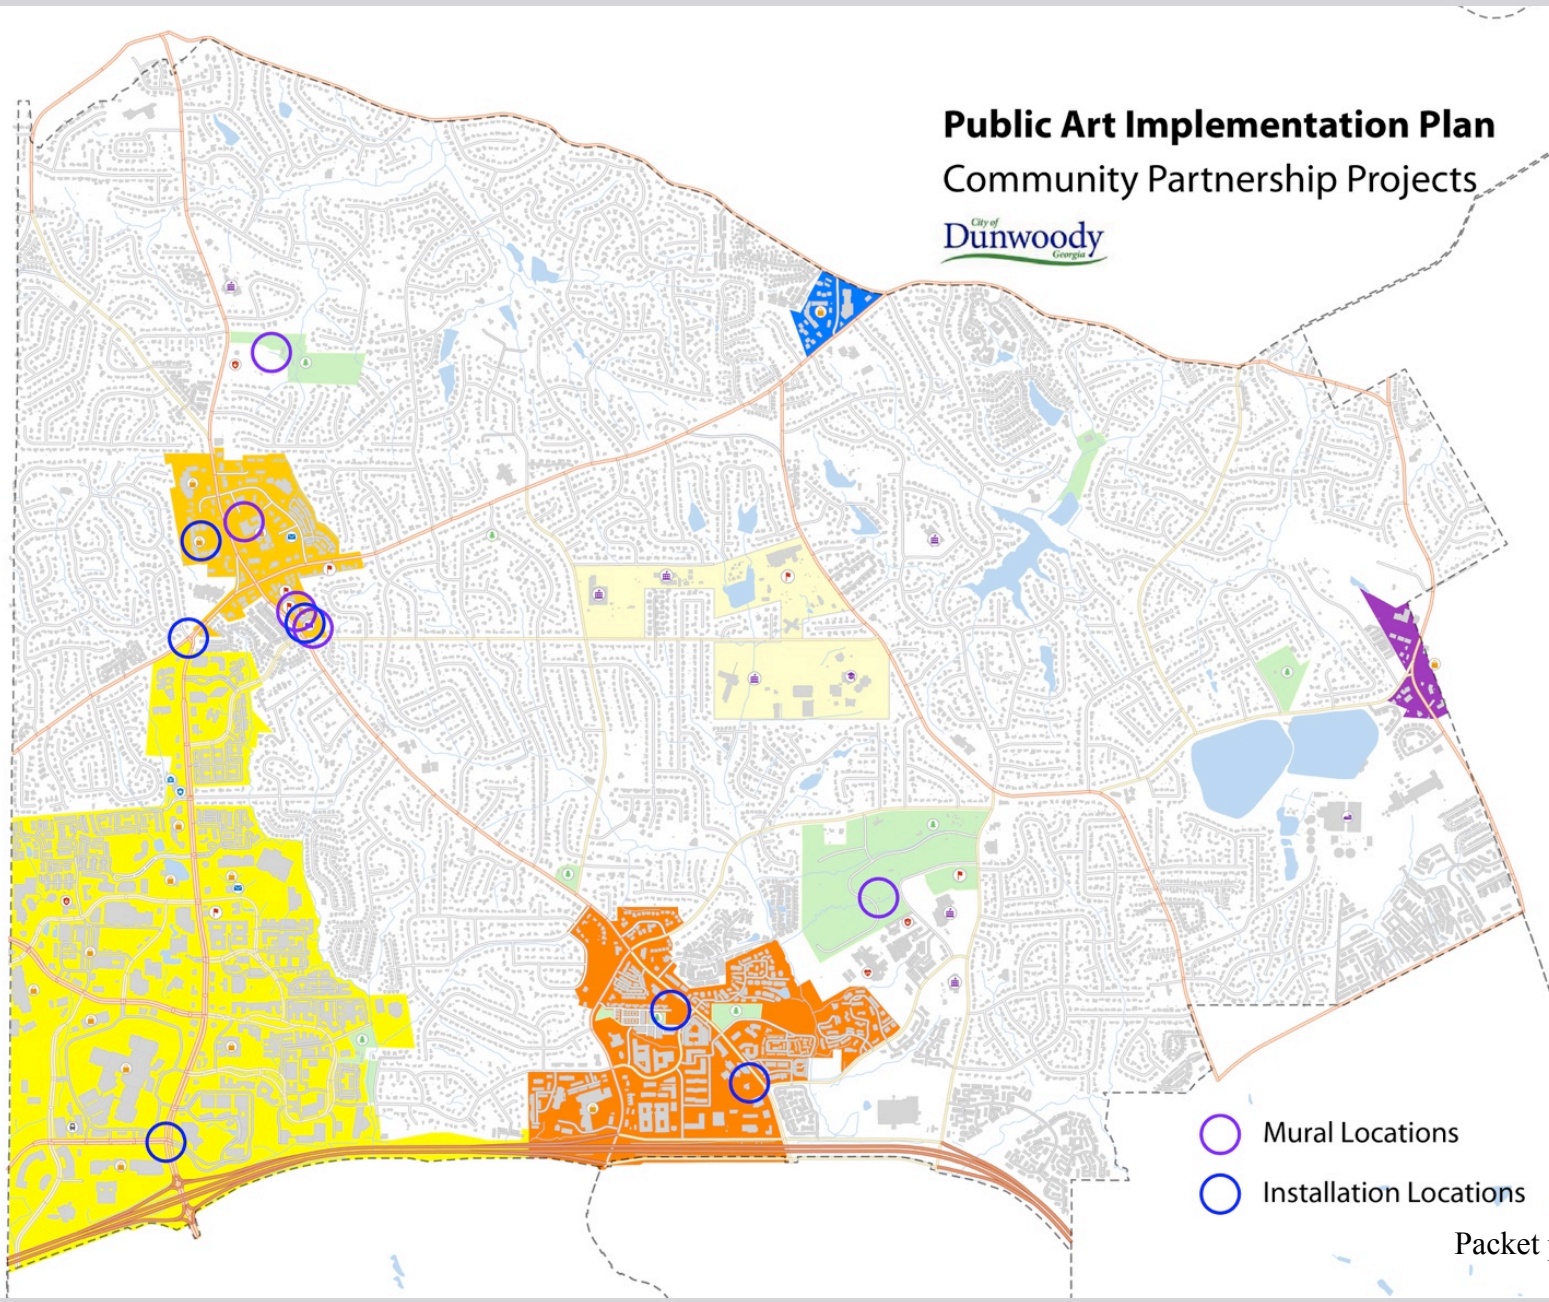 Public Art Implementation Plan
Community Partnership Projects
City of
Dunwoody
Georgia
Mural Locations
Installation Locations
Packet